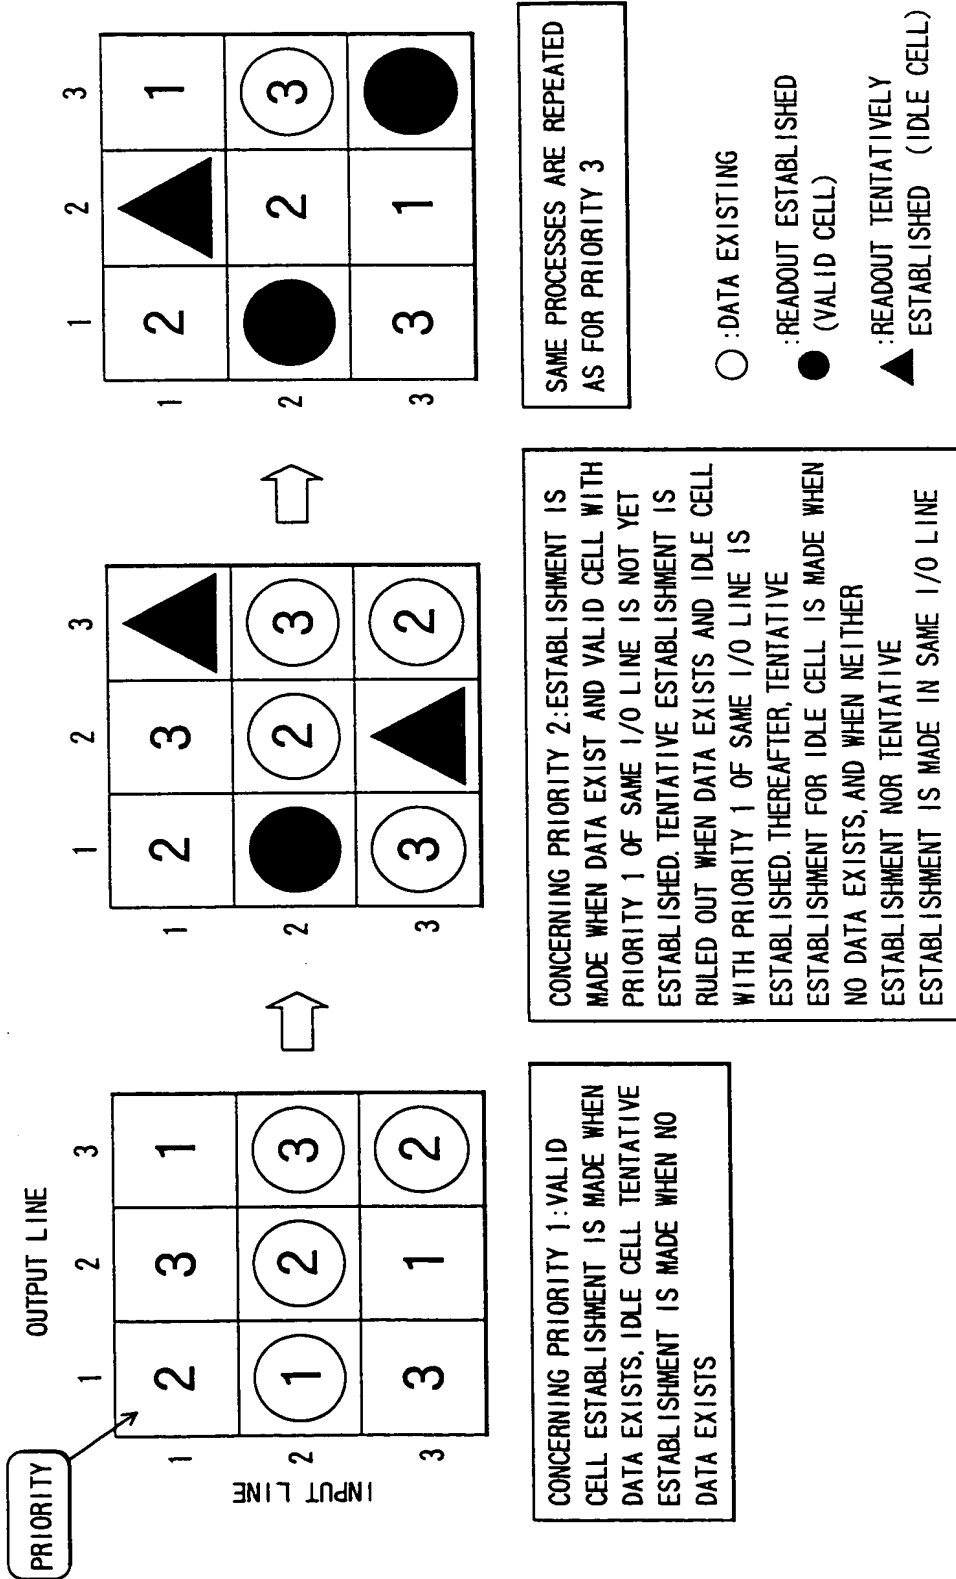 PRIORITY
OUTPUT LINE
INPUT LINE
1 2 3
1 2 3 1
2 1 2 3
3 3 1 2
CONCERNING PRIORITY 1:VALID
CELL ESTABLISHMENT IS MADE WHEN
DATA EXISTS, IDLE CELL TENTATIVE
ESTABLISHMENT IS MADE WHEN NO
DATA EXISTS
1 2 3
1 2 3
2 2 3
3 3 2
CONCERNING PRIORITY 2:ESTABLISHMENT IS
MADE WHEN DATA EXIST AND VALID CELL WITH
PRIORITY 1 OF SAME I/O LINE IS NOT YET
ESTABLISHED. TENTATIVE ESTABLISHMENT IS
RULED OUT WHEN DATA EXISTS AND IDLE CELL
WITH PRIORITY 1 OF SAME I/O LINE IS
ESTABLISHED. THEREAFTER, TENTATIVE
ESTABLISHMENT FOR IDLE CELL IS MADE WHEN
NO DATA EXISTS, AND WHEN NEITHER
ESTABLISHMENT NOR TENTATIVE
ESTABLISHMENT IS MADE IN SAME I/O LINE
1 2 3
1 2 1
2 2 3
3 3 1
SAME PROCESSES ARE REPEATED
AS FOR PRIORITY 3
:DATA EXISTING
:READOUT ESTABLISHED
(VALID CELL)
:READOUT TENTATIVELY
ESTABLISHED (IDLE CELL)